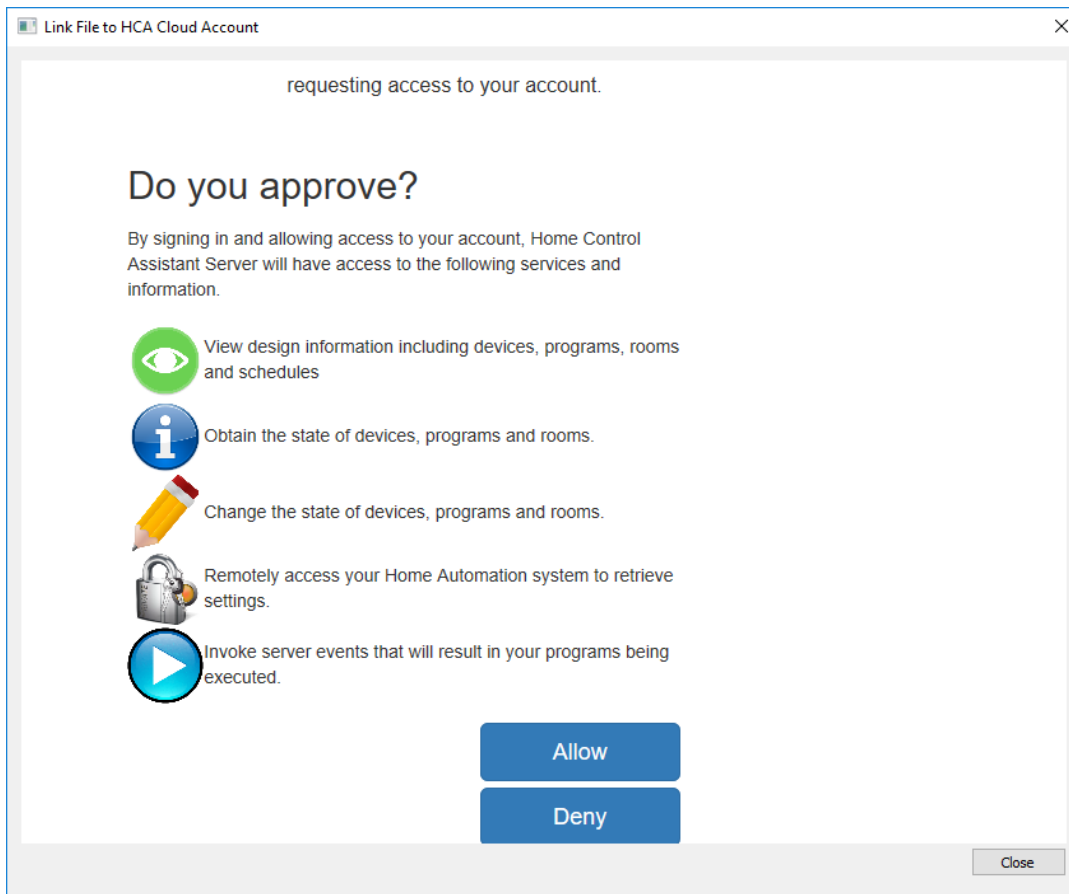 Link File to HCA Cloud Account
requesting access to your account.
Do you approve?
By signing in and allowing access to your account, Home Control
Assistant Server will have access to the following services and
information.
View design information including devices, programs, rooms
and schedules
Obtain the state of devices, programs and rooms.
Change the state of devices, programs and rooms.
Remotely access your Home Automation system to retrieve
settings.
Invoke server events that will result in your programs being
executed.
Allow
Deny
Close